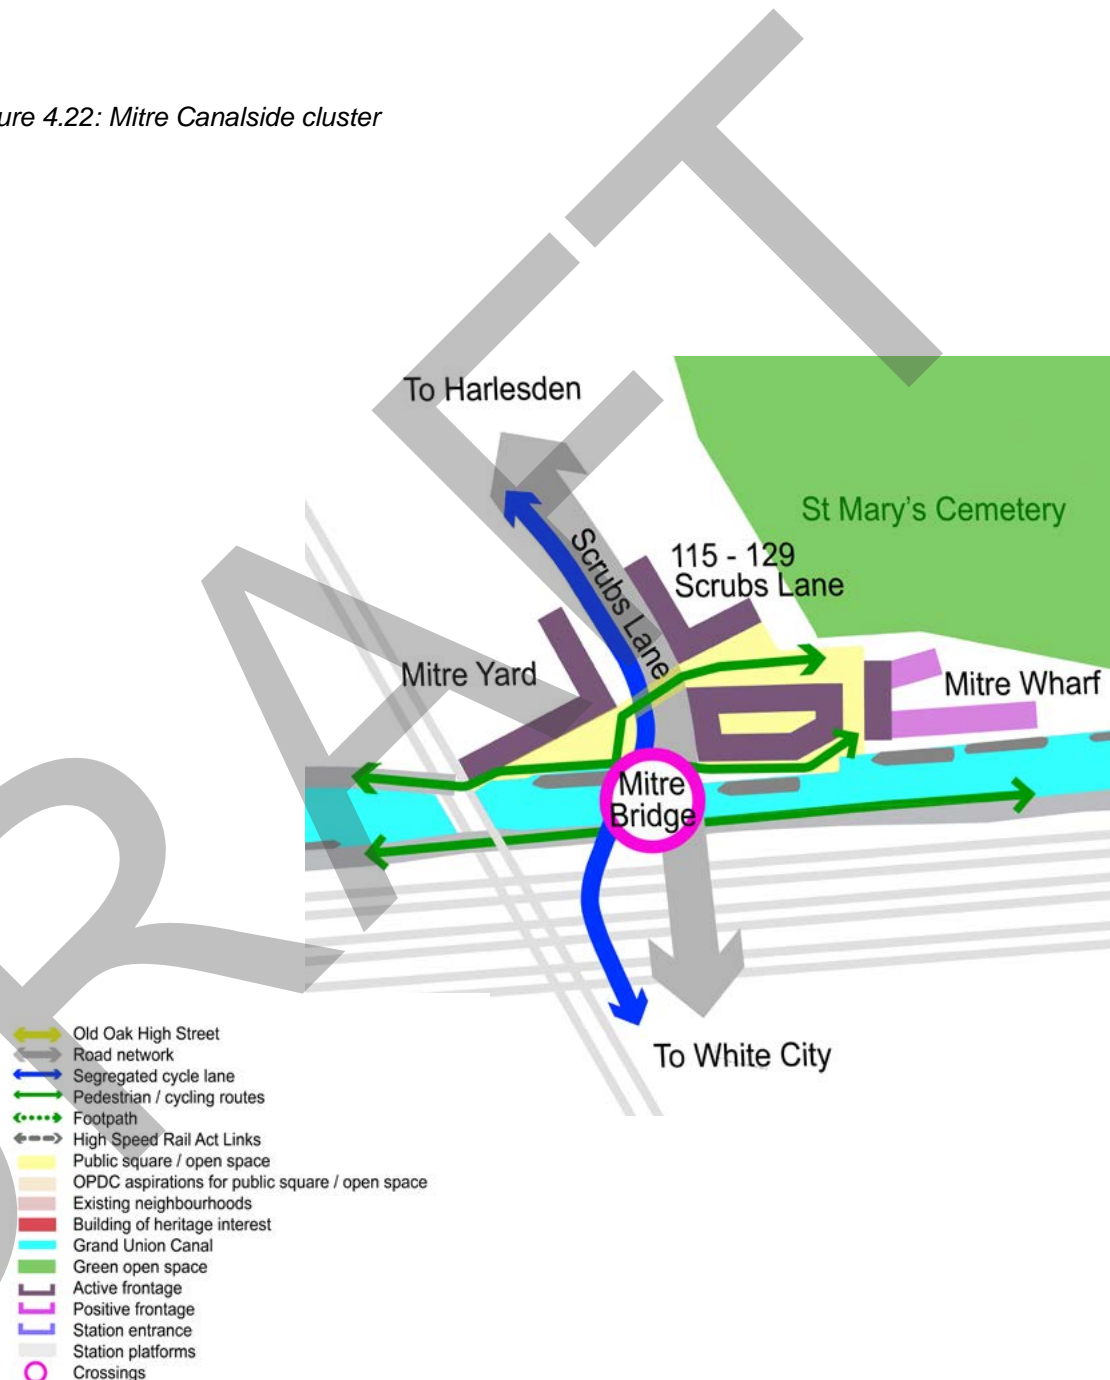 ure 4.22: Mitre Canalside cluster
To Harlesden
St Mary's Cemetery
115 - 129
Scrubs Lane
Scrubs Lane
Mitre Yard
Mitre Wharf
Mitre
Bridge
To White City
Old Oak High Street
Road network
Segregated cycle lane
Pedestrian / cycling routes
Footpath
High Speed Rail Act Links
Public square / open space
OPDC aspirations for public square / open space
Existing neighbourhoods
Building of heritage interest
Grand Union Canal
Green open space
Active frontage
Positive frontage
Station entrance
Station platforms
Crossings
DRAFT